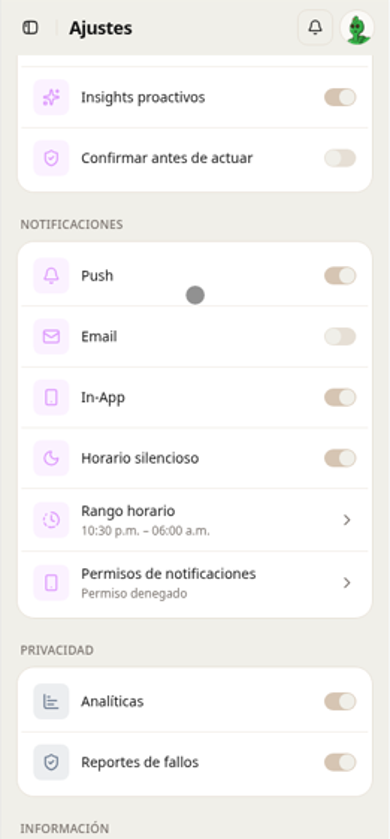 Ajustes
Insights proactivos
Confirmar antes de actuar
NOTIFICACIONES
Push
Email
In-App
Horario silencioso
Rango horario
10:30 p.m. – 06:00 a.m.
Permisos de notificaciones
Permiso denegado
PRIVACIDAD
Analíticas
Reportes de fallos
INFORMACIÓN